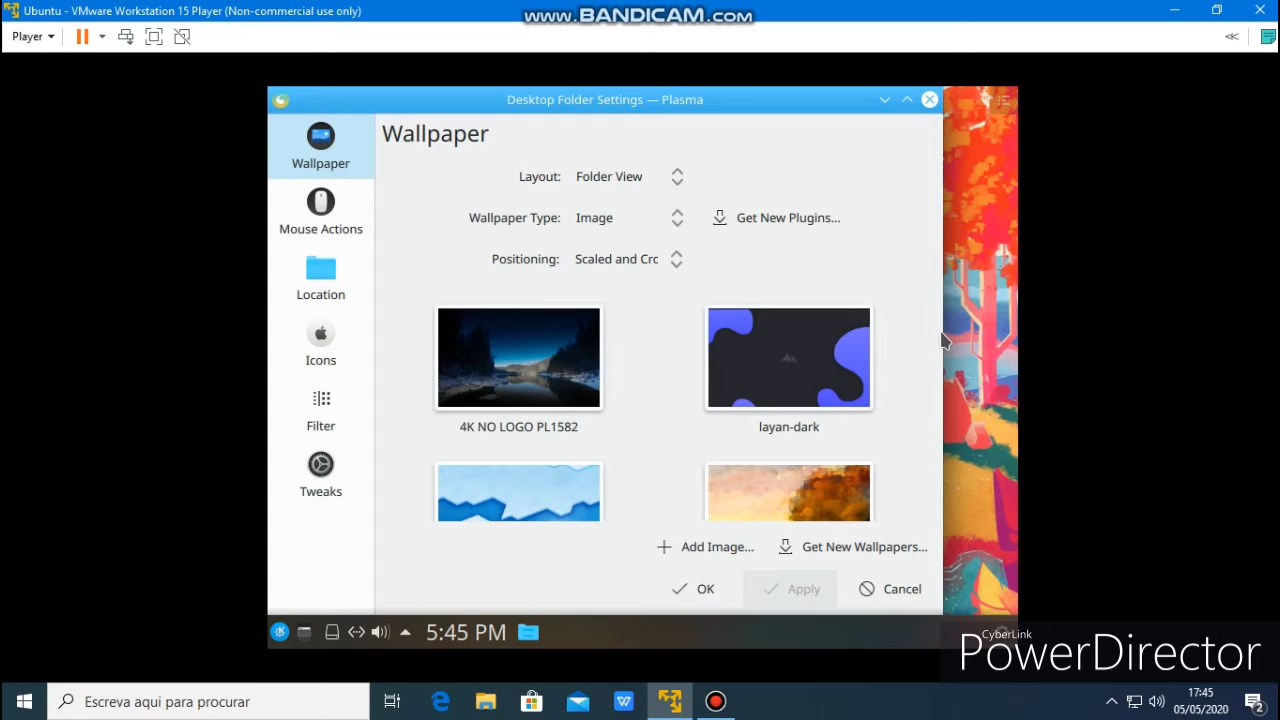 Ubuntu - VMware Workstation 15 Player (Non-commercial use only)
www.BANDICAM.com
Player
Desktop Folder Settings — Plasma
Wallpaper
Mouse Actions
Location
Icons
Filter
Tweaks
Wallpaper
Layout: Folder View
Wallpaper Type: Image Get New Plugins...
Positioning: Scaled and Crc
4K NO LOGO PL1582 layan-dark
Add Image... Get New Wallpapers...
OK Apply Cancel
5:45 PM
CyberLink
PowerDirector
Escreva aqui para procurar
17:45
05/05/2020
2